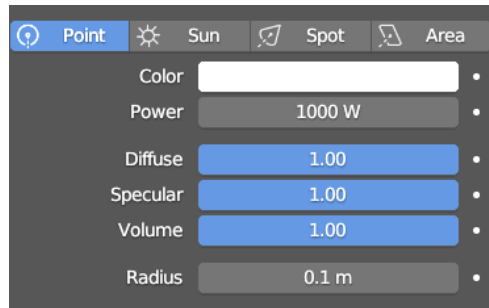 Point Sun Spot Area
Color
Power 1000 W
Diffuse 1.00
Specular 1.00
Volume 1.00
Radius 0.1 m